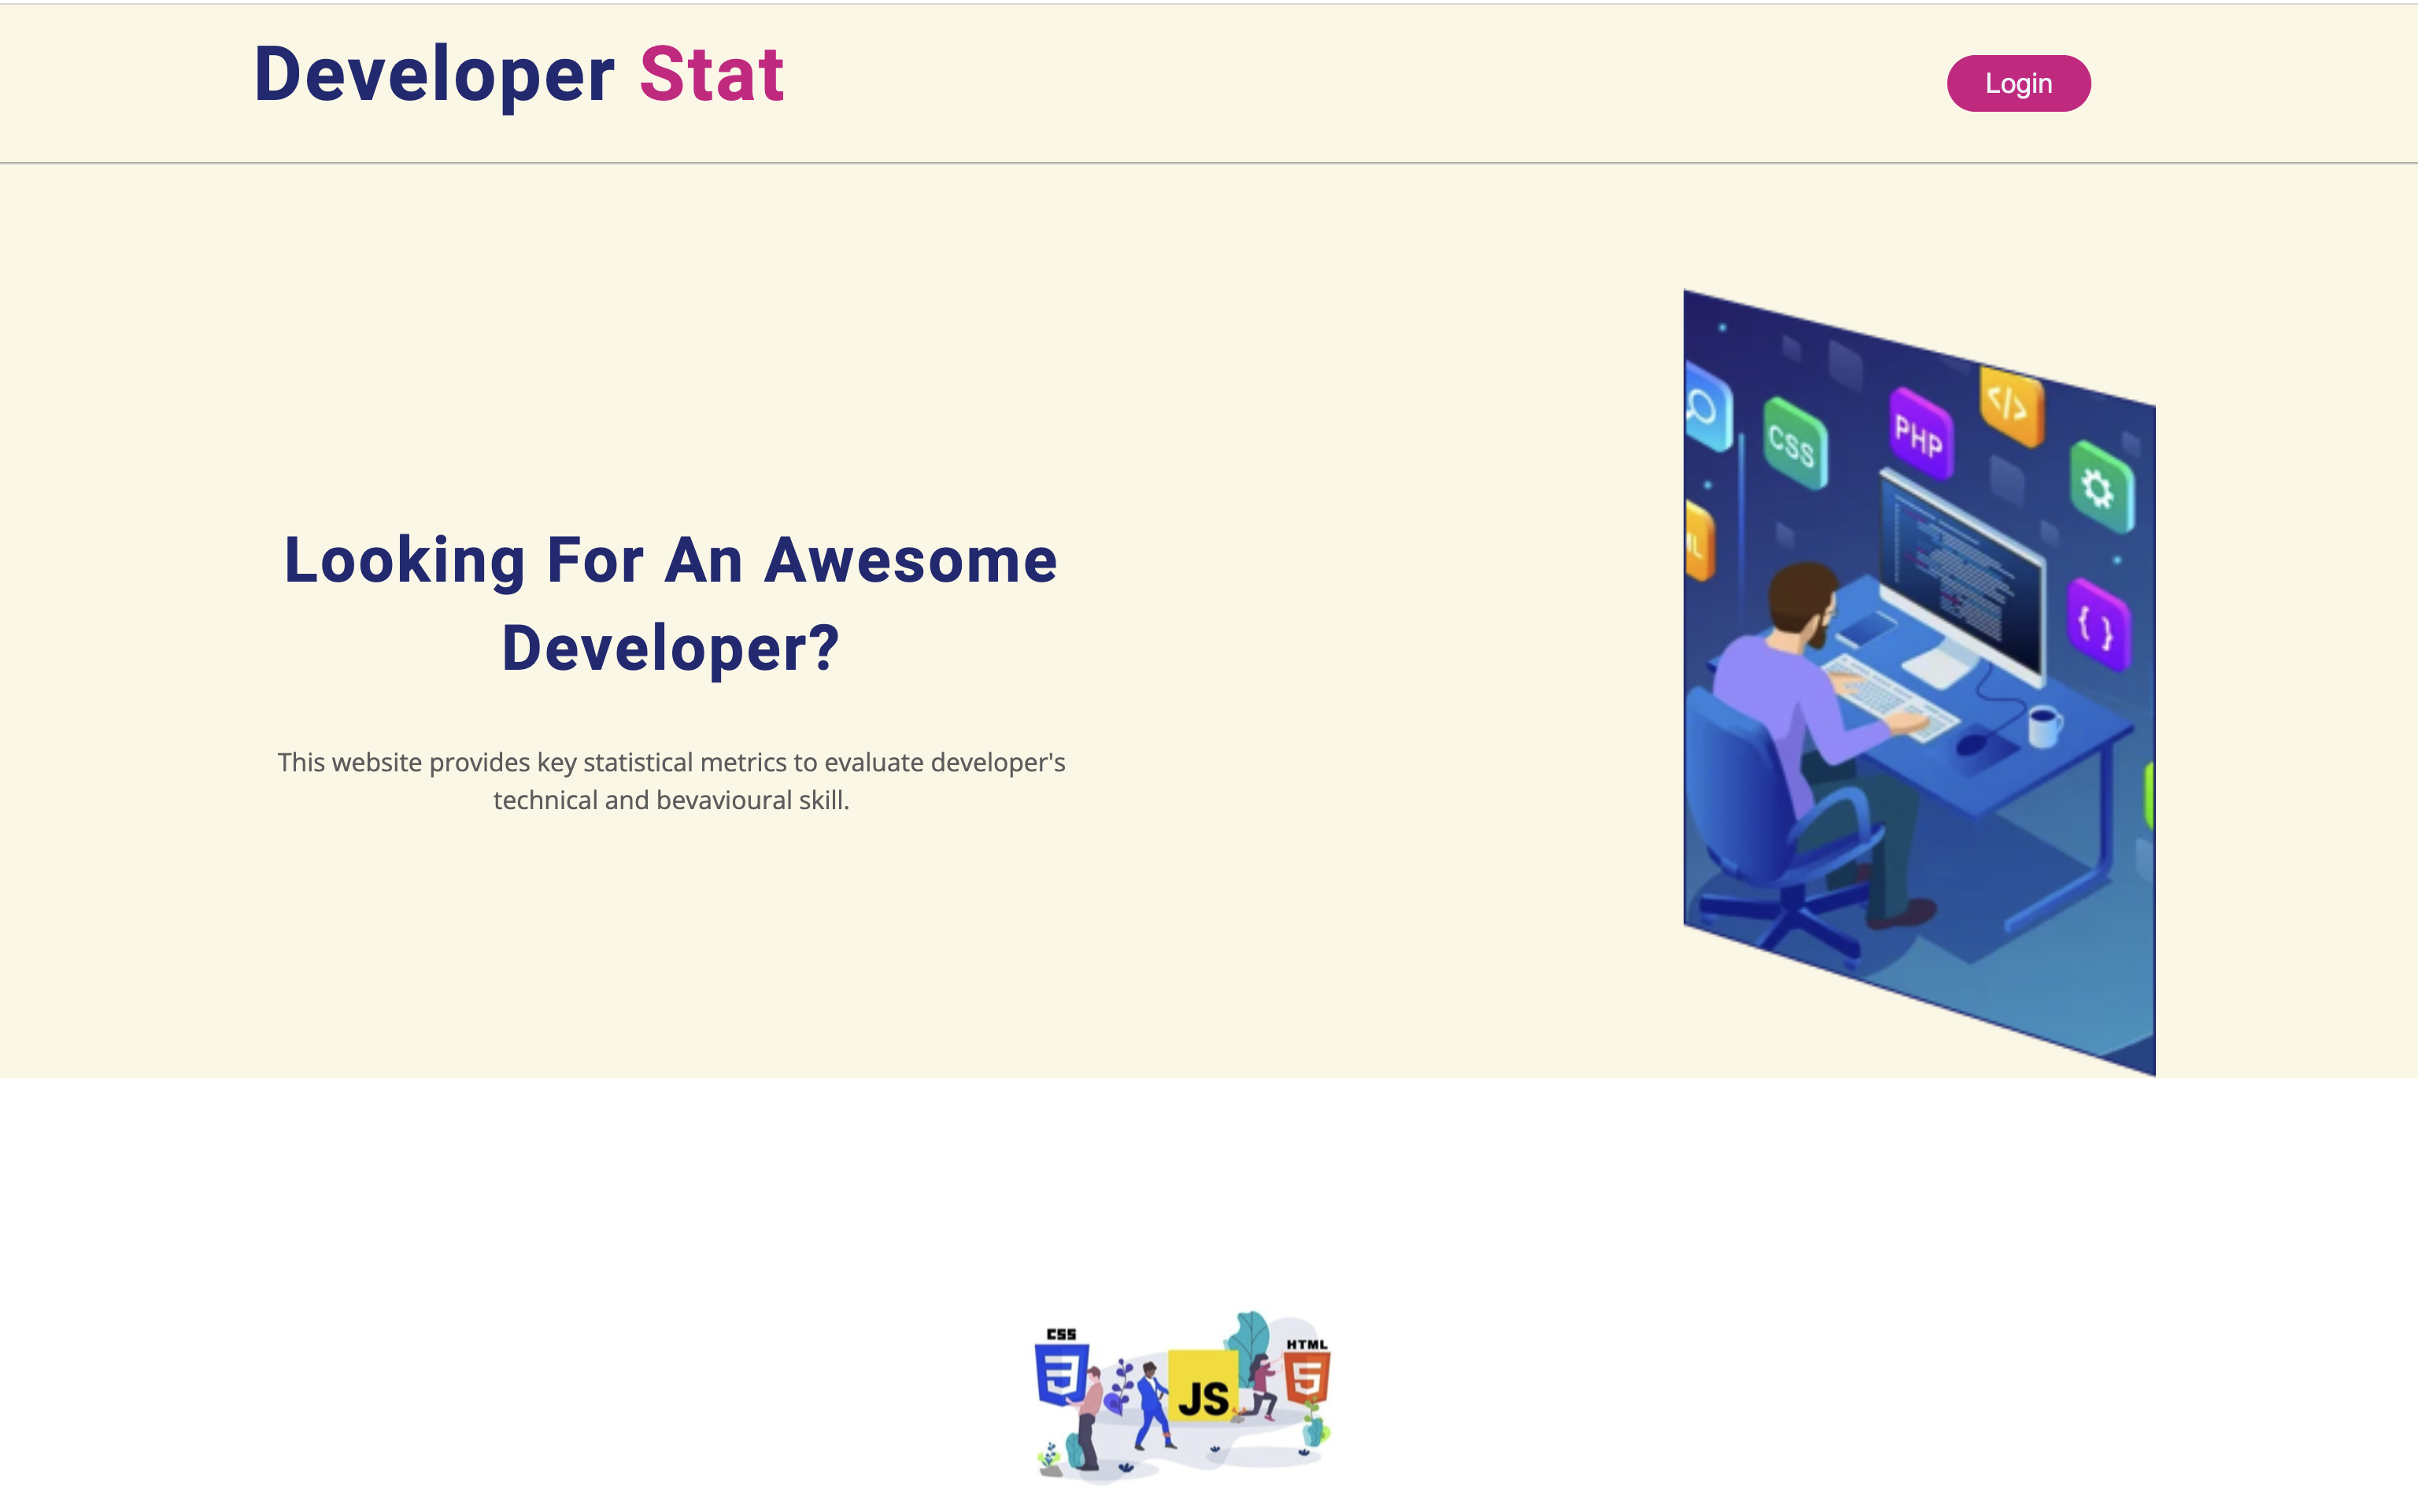 Developer Stat
Login
Looking For An Awesome
Developer?
This website provides key statistical metrics to evaluate developer's
technical and bevavioural skill.
CSS
PHP
</>
{ }
CSS
3
JS
HTML
5